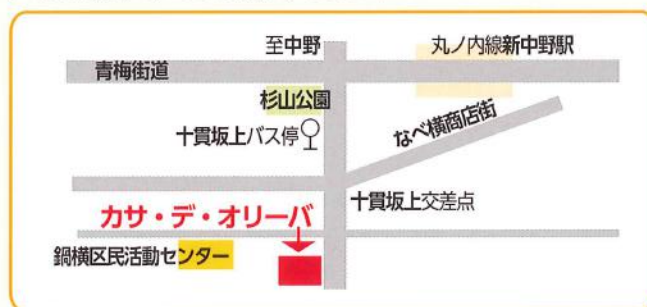 至中野
丸ノ内線新中野駅
青梅街道
杉山公園
十貫坂上バス停
なべ横商店街
十貫坂上交差点
カサ・デ・オリーバ
鍋横区民活動センター